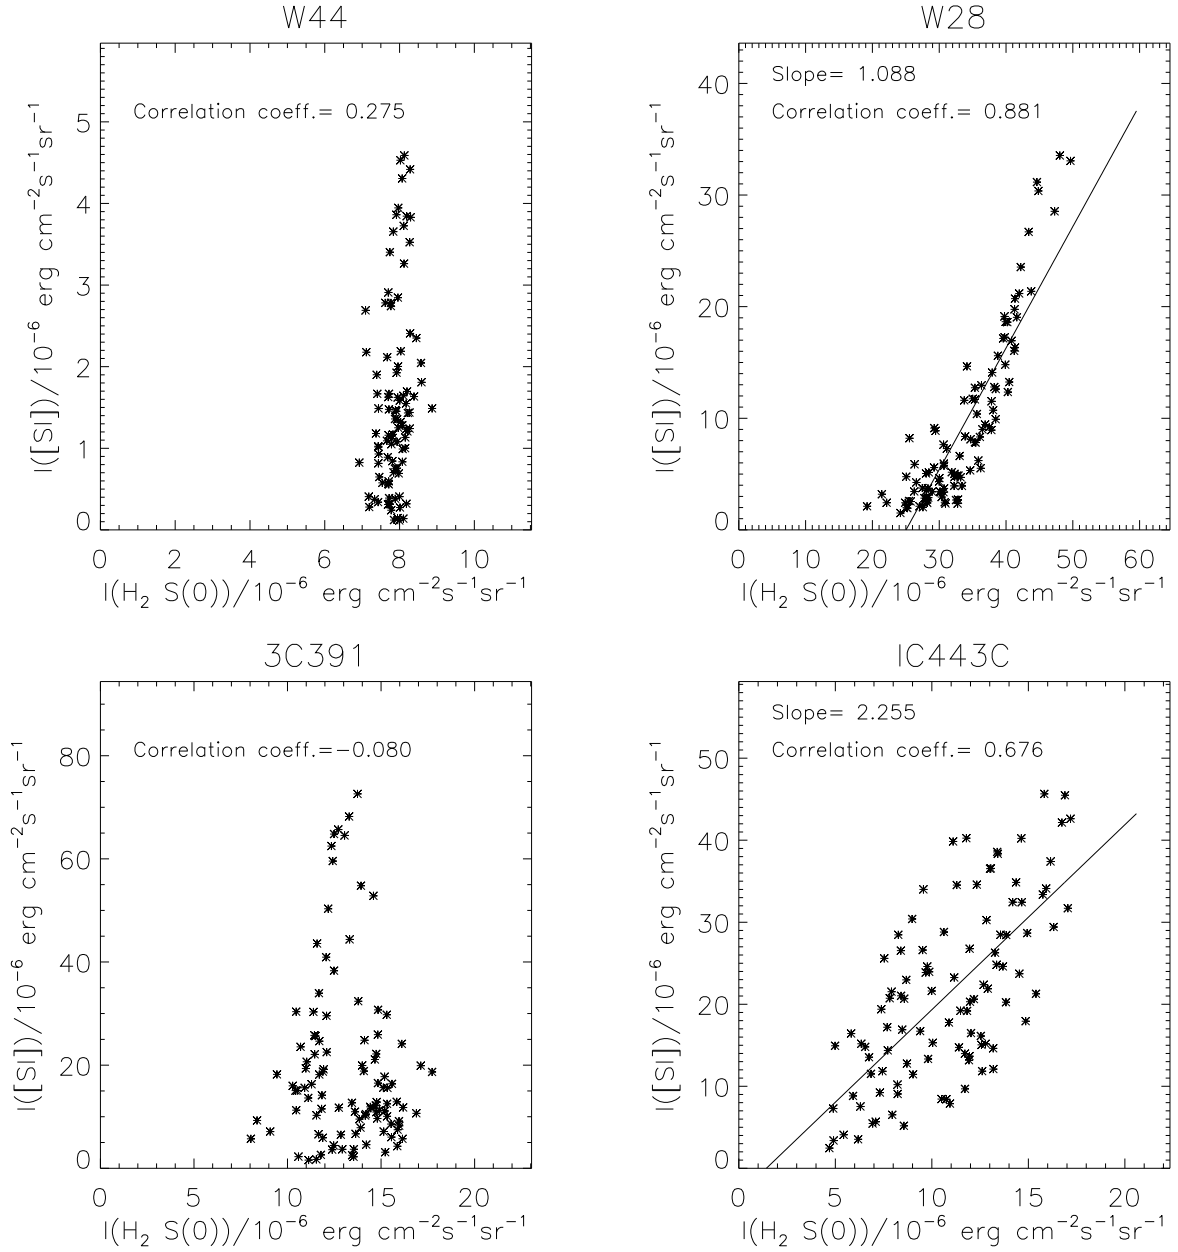 W44
Correlation coeff.= 0.275
I([SI])/10⁻⁶ erg cm⁻²s⁻¹sr⁻¹
5
4
3
2
1
0
0 2 4 6 8 10
I(H₂ S(0))/10⁻⁶ erg cm⁻²s⁻¹sr⁻¹
W28
Slope= 1.088
Correlation coeff.= 0.881
I([SI])/10⁻⁶ erg cm⁻²s⁻¹sr⁻¹
40
30
20
10
0
0 10 20 30 40 50 60
I(H₂ S(0))/10⁻⁶ erg cm⁻²s⁻¹sr⁻¹
3C391
Correlation coeff.=−0.080
I([SI])/10⁻⁶ erg cm⁻²s⁻¹sr⁻¹
80
60
40
20
0
0 5 10 15 20
I(H₂ S(0))/10⁻⁶ erg cm⁻²s⁻¹sr⁻¹
IC443C
Slope= 2.255
Correlation coeff.= 0.676
I([SI])/10⁻⁶ erg cm⁻²s⁻¹sr⁻¹
50
40
30
20
10
0
0 5 10 15 20
I(H₂ S(0))/10⁻⁶ erg cm⁻²s⁻¹sr⁻¹